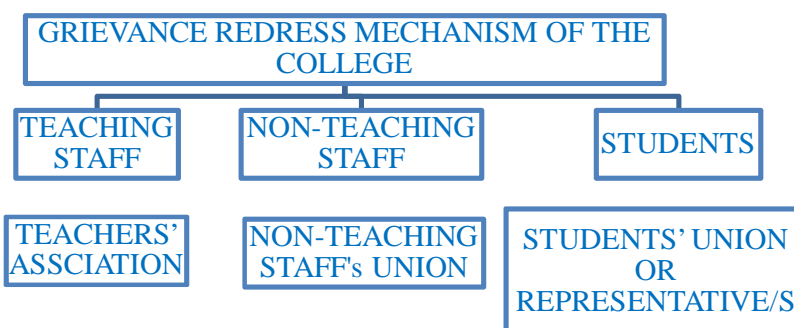 GRIEVANCE REDRESS MECHANISM OF THE
COLLEGE
TEACHING
STAFF
NON-TEACHING
STAFF
STUDENTS
TEACHERS’
ASSCIATION
NON-TEACHING
STAFF's UNION
STUDENTS’ UNION
OR
REPRESENTATIVE/S